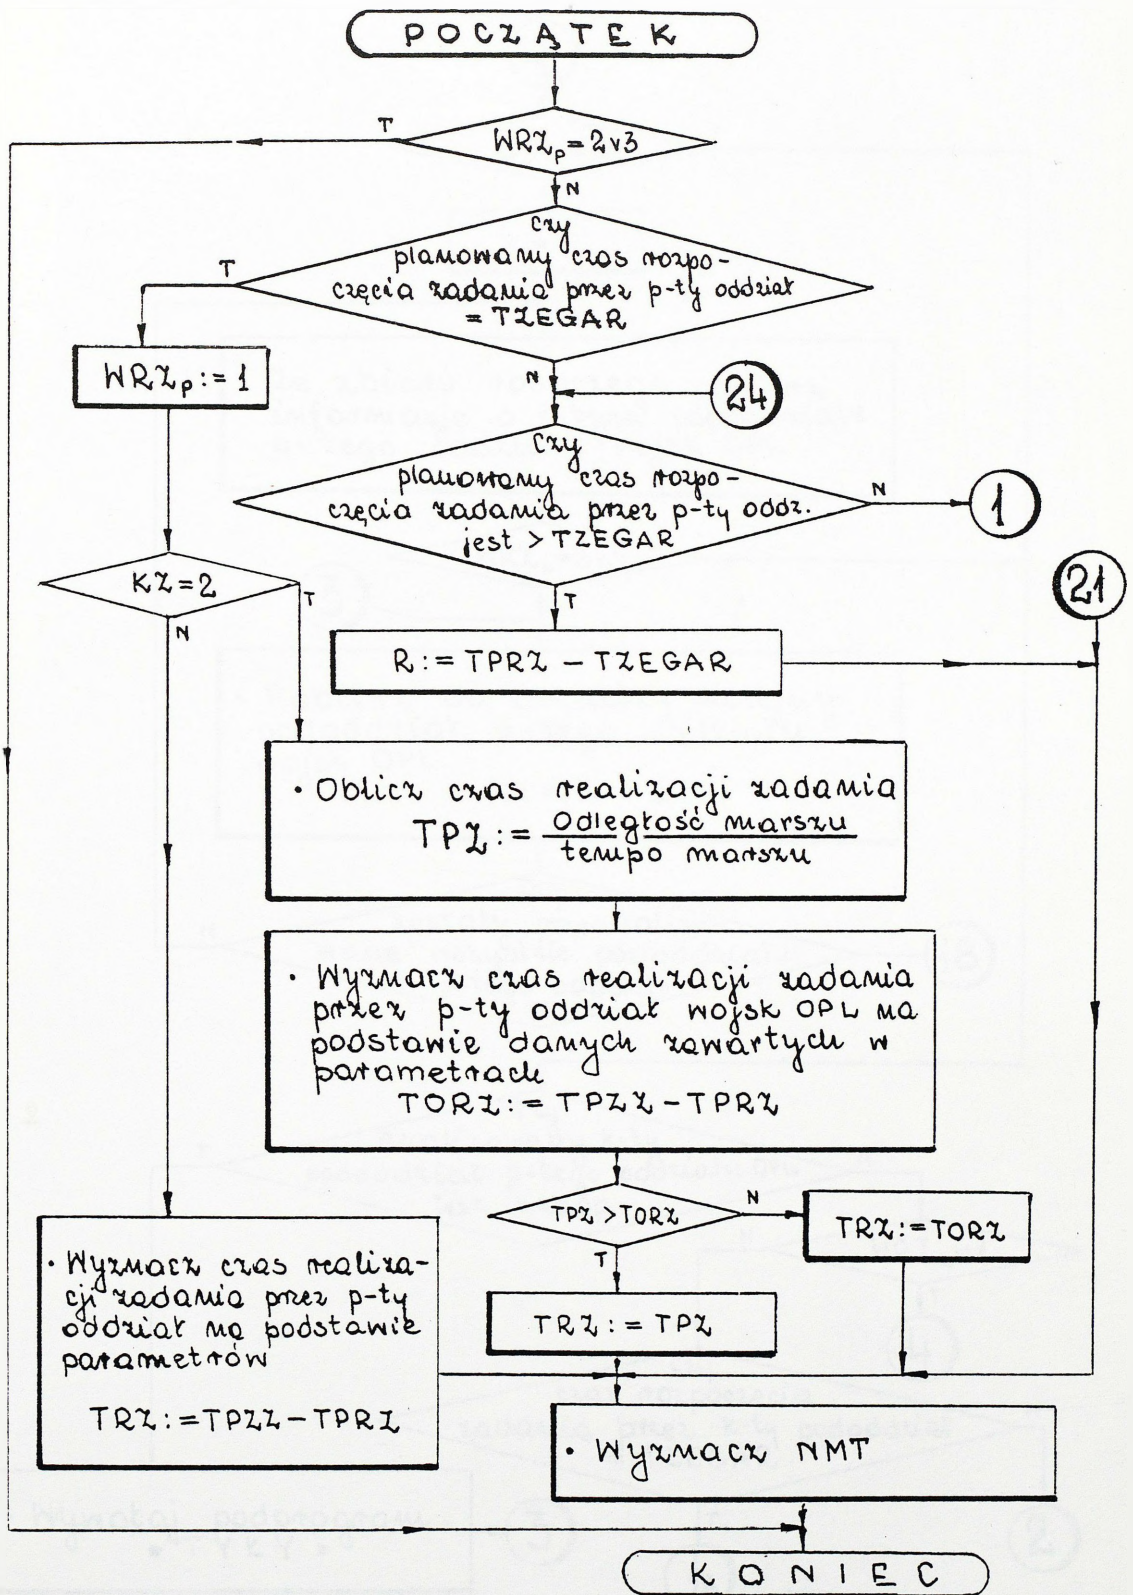 POCZĄTEK
T
WRZp = 2v3
N
czy
planowany czas rozpo-
częcia zadania przez p-ty oddział
= TZEGAR
T
WRZp := 1
N
24
czy
planowany czas rozpo-
częcia zadania przez p-ty oddz.
jest > TZEGAR
N
1
KZ = 2
T
N
T
21
R := TPRZ - TZEGAR
• Oblicz czas realizacji zadania
TPZ := Odległość marszu
tempo marszu
• Wyznacz czas realizacji zadania
przez p-ty oddział wojsk OPL na
podstawie danych zawartych w
parametrach
TORZ := TPZZ - TPRZ
TPZ > TORZ
N
TRZ := TORZ
T
TRZ := TPZ
• Wyznacz czas realiza-
cji zadania przez p-ty
oddział na podstawie
parametrów
TRZ := TPZZ - TPRZ
• Wyznacz NMT
KONIEC